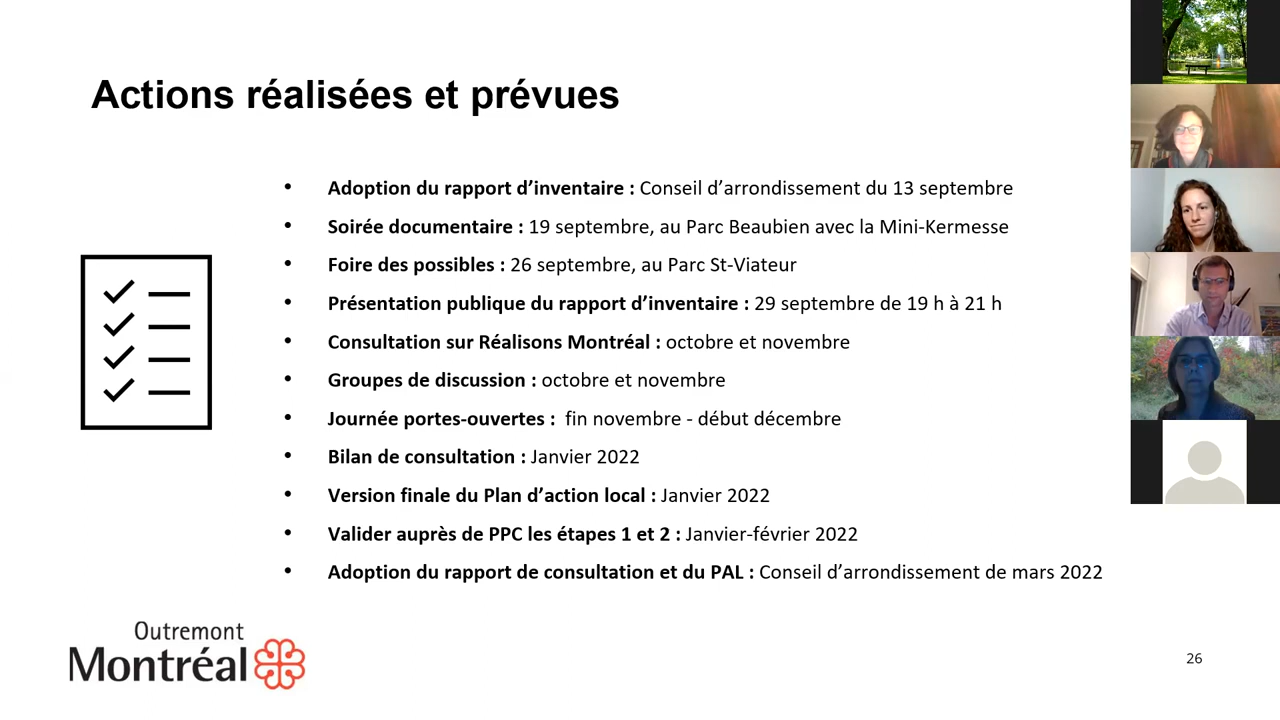 Actions réalisées et prévues
• Adoption du rapport d’inventaire : Conseil d’arrondissement du 13 septembre
• Soirée documentaire : 19 septembre, au Parc Beaubien avec la Mini-Kermesse
• Foire des possibles : 26 septembre, au Parc St-Viateur
• Présentation publique du rapport d’inventaire : 29 septembre de 19 h à 21 h
• Consultation sur Réalisons Montréal : octobre et novembre
• Groupes de discussion : octobre et novembre
• Journée portes-ouvertes : fin novembre - début décembre
• Bilan de consultation : Janvier 2022
• Version finale du Plan d’action local : Janvier 2022
• Valider auprès de PPC les étapes 1 et 2 : Janvier-février 2022
• Adoption du rapport de consultation et du PAL : Conseil d’arrondissement de mars 2022
Outremont
Montréal
26